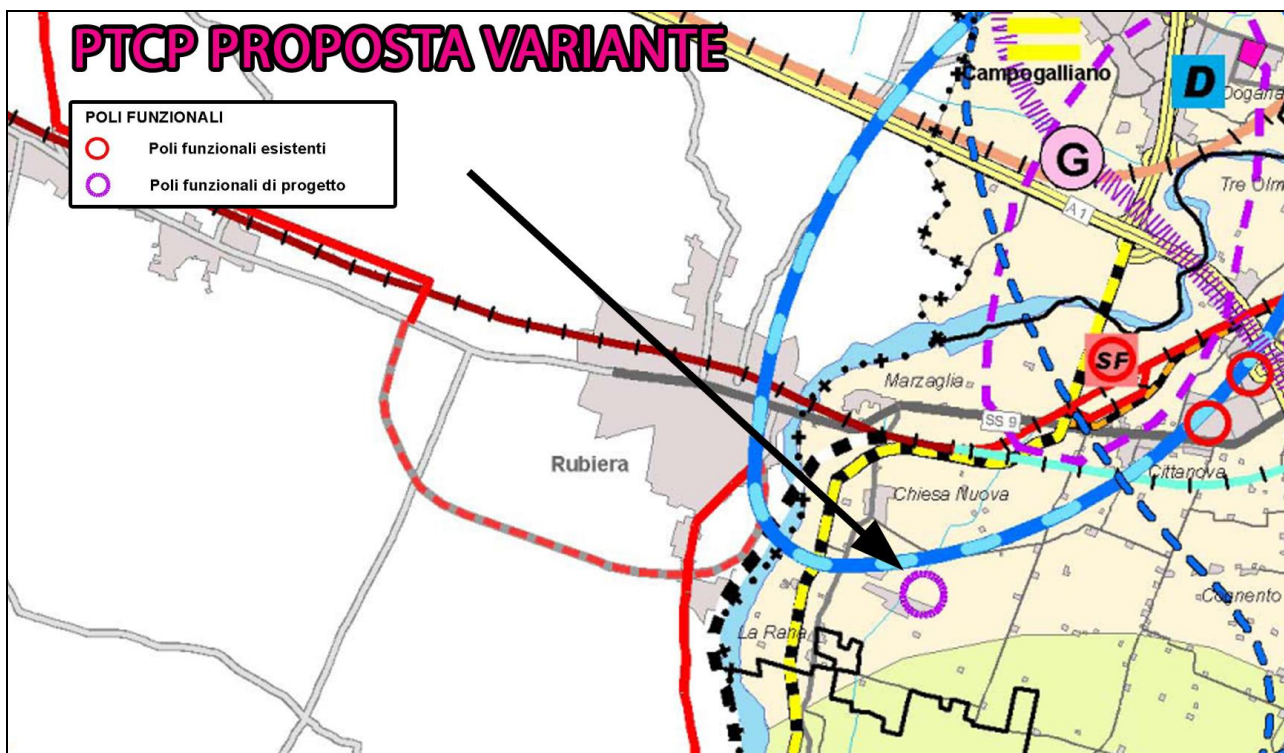 PTCP PROPOSTA VARIANTE
POLI FUNZIONALI
Poli funzionali esistenti
Poli funzionali di progetto
Campogalliano
D
Dogana
G
Tre Olm
A1
SF
Marzaglia
SS 9
Cittanova
Rubiera
Chiesa Nuova
Cognento
La Rana